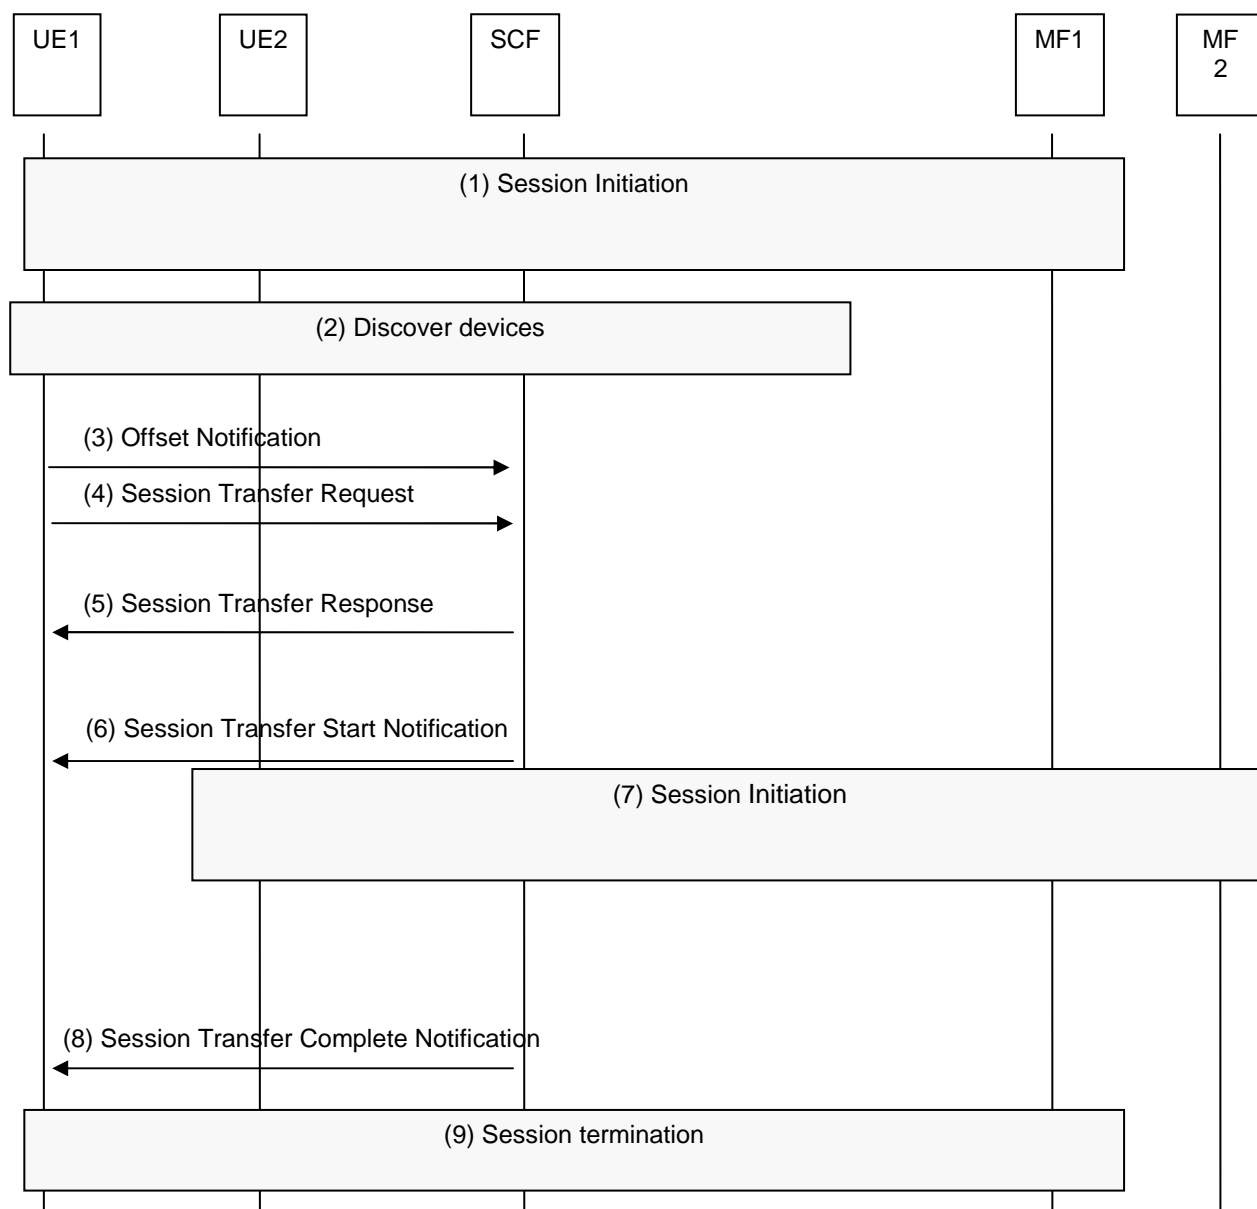 UE1
UE2
SCF
MF1
MF
2
(1) Session Initiation
(2) Discover devices
(3) Offset Notification
(4) Session Transfer Request
(5) Session Transfer Response
(6) Session Transfer Start Notification
(7) Session Initiation
(8) Session Transfer Complete Notification
(9) Session termination